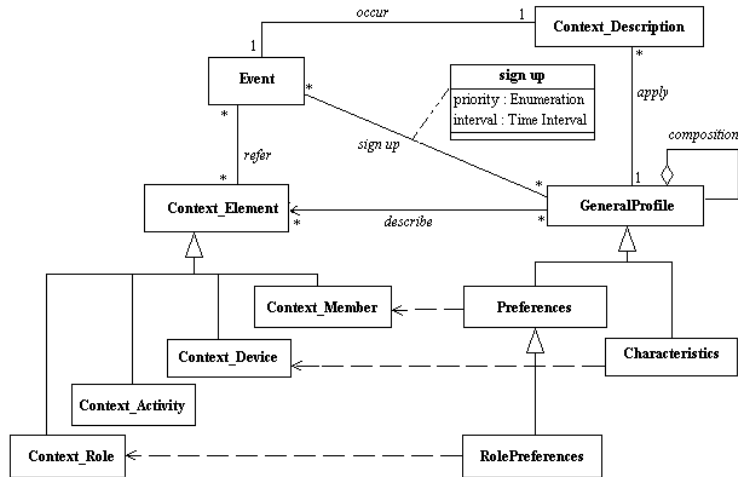 occur
1
1
Context_Description
Event
*
*
*
sign up
priority : Enumeration
interval : Time Interval
apply
composition
refer
sign up
*
*
1
Context_Element
*
describe
*
GeneralProfile
Context_Member
Preferences
Context_Device
Characteristics
Context_Activity
Context_Role
RolePreferences